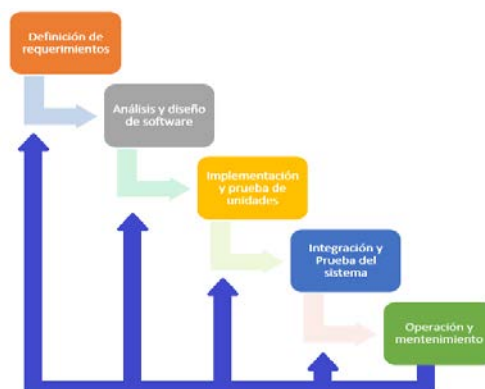 Definición de
requerimientos
Análisis y diseño
de software
Implementación
y prueba de
unidades
Integración y
Prueba del
sistema
Operación y
mentenimiento